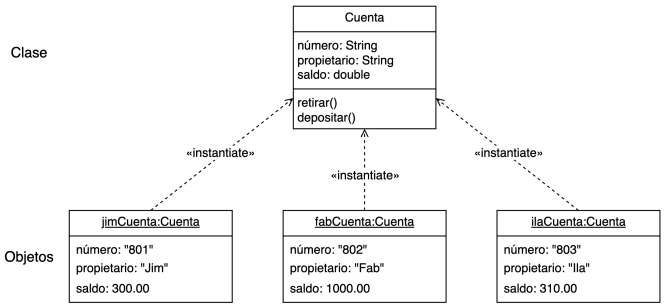 Cuenta
Clase
número: String
propietario: String
saldo: double
retirar()
depositar()
«instantiate»
«instantiate»
«instantiate»
Objetos
jimCuenta:Cuenta
número: "801"
propietario: "Jim"
saldo: 300.00
fabCuenta:Cuenta
número: "802"
propietario: "Fab"
saldo: 1000.00
ilaCuenta:Cuenta
número: "803"
propietario: "Ila"
saldo: 310.00